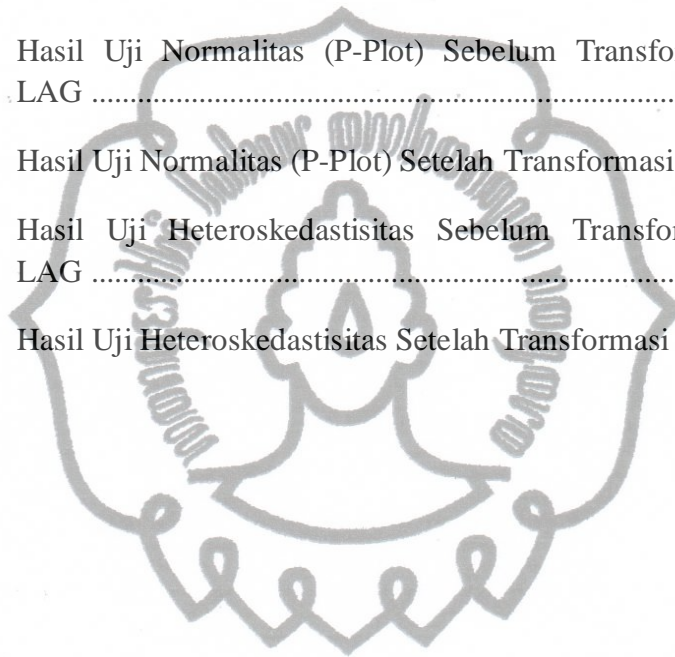 Hasil Uji Normalitas (P-Plot) Sebelum Transfo
LAG ........................................................................................
Hasil Uji Normalitas (P-Plot) Setelah Transformasi
Hasil Uji Heteroskedastisitas Sebelum Transfo
LAG ........................................................................................
Hasil Uji Heteroskedastisitas Setelah Transformasi